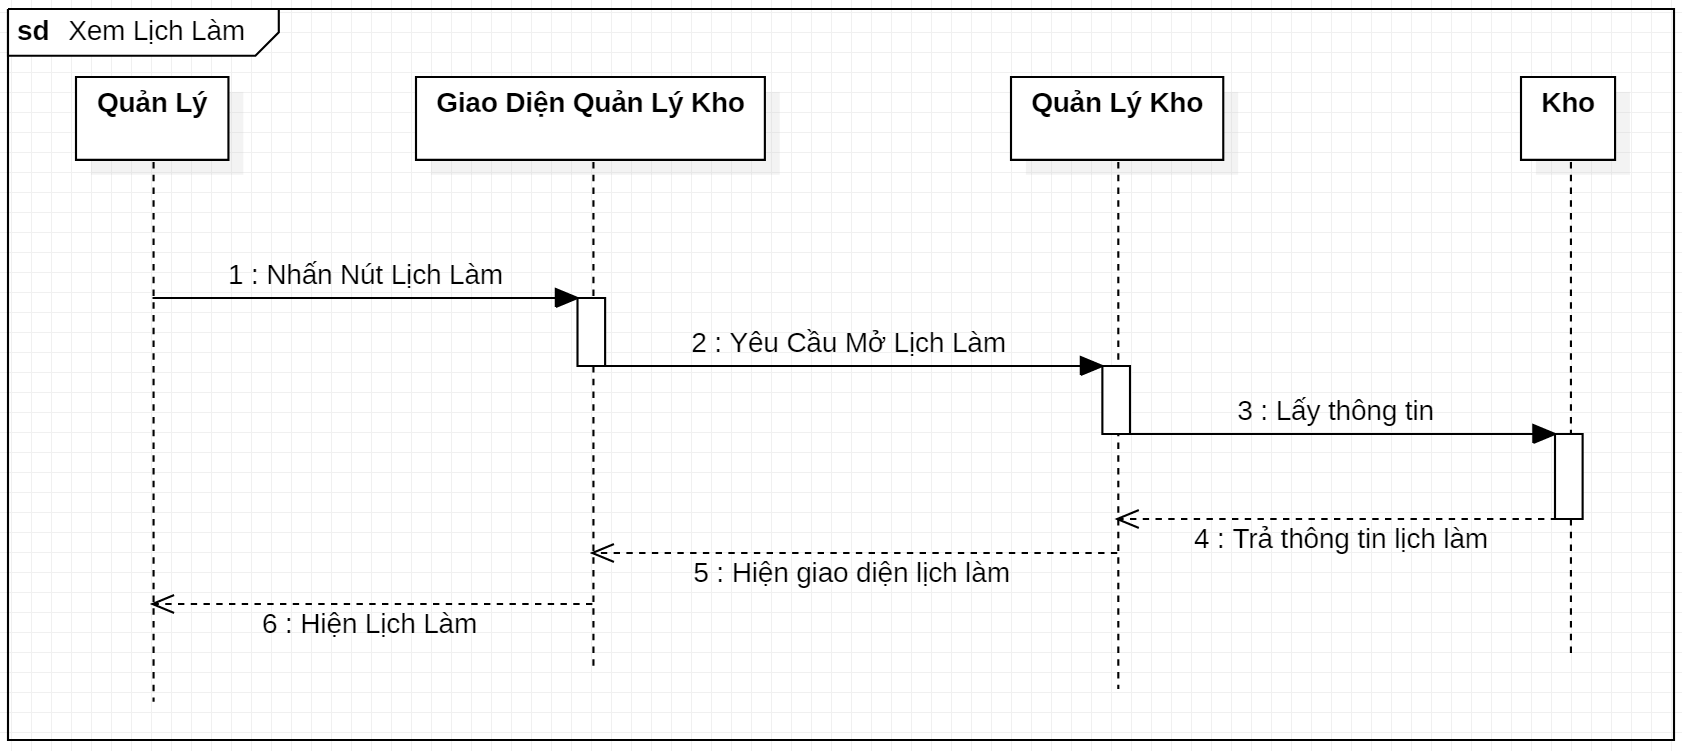 sd Xem Lịch Làm
Quản Lý
Giao Diện Quản Lý Kho
Quản Lý Kho
Kho
1 : Nhấn Nút Lịch Làm
2 : Yêu Cầu Mở Lịch Làm
3 : Lấy thông tin
4 : Trả thông tin lịch làm
5 : Hiện giao diện lịch làm
6 : Hiện Lịch Làm